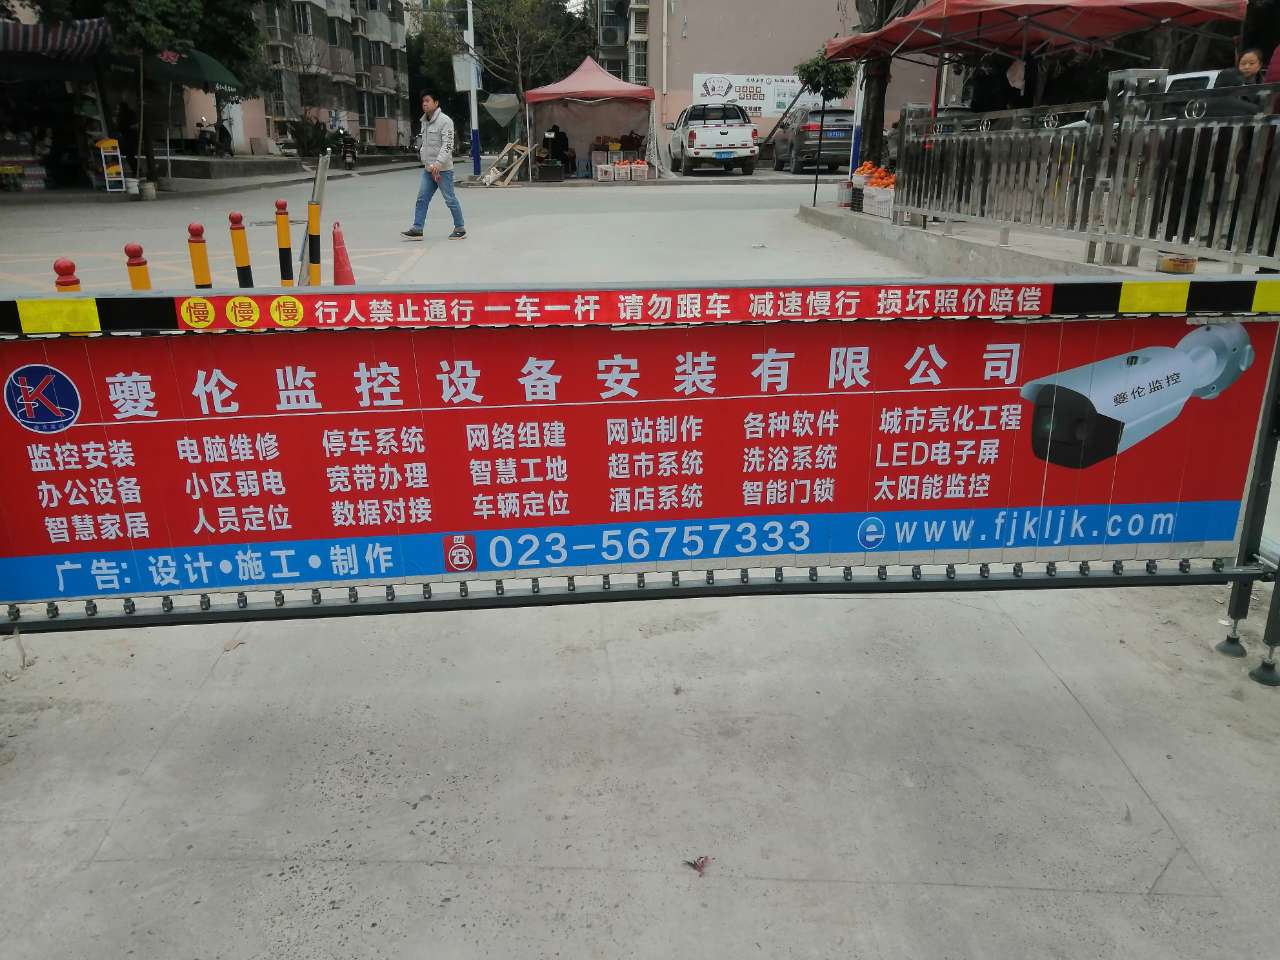 慢 慢 慢 行人禁止通行 一车一杆 请勿跟车 减速慢行 损坏照价赔偿
K
夔伦监控设备安装有限公司
夔伦监控
监控安装 电脑维修 停车系统 网络组建 网站制作 各种软件 城市亮化工程
办公设备 小区弱电 宽带办理 智慧工地 超市系统 洗浴系统 LED电子屏
智慧家居 人员定位 数据对接 车辆定位 酒店系统 智能门锁 太阳能监控
广告: 设计•施工•制作 023-56757333 www.fjkljk.com